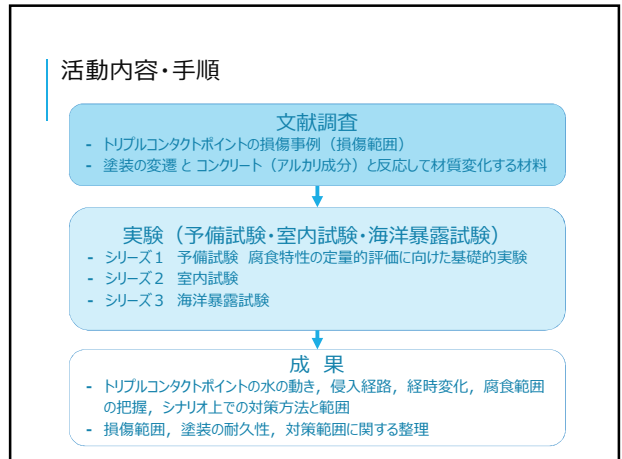 活動内容・手順
文献調査
- トリプルコンタクトポイントの損傷事例（損傷範囲）
- 塗装の変遷 と コンクリート（アルカリ成分）と反応して材質変化する材料
実験（予備試験・室内試験・海洋暴露試験）
- シリーズ１ 予備試験 腐食特性の定量的評価に向けた基礎的実験
- シリーズ２ 室内試験
- シリーズ３ 海洋暴露試験
成 果
- トリプルコンタクトポイントの水の動き，侵入経路，経時変化，腐食範囲
の把握，シナリオ上での対策方法と範囲
- 損傷範囲，塗装の耐久性，対策範囲に関する整理